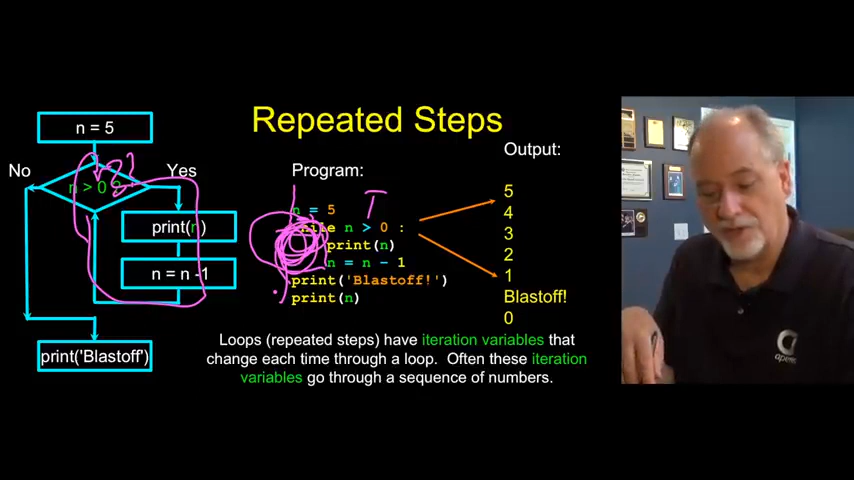 Repeated Steps
n = 5
No
Yes
n > 0 ?
print(n)
n = n -1
print('Blastoff')
Program:
n = 5
while n > 0 :
print(n)
n = n - 1
print('Blastoff!')
print(n)
Output:
5
4
3
2
1
Blastoff!
0
Loops (repeated steps) have iteration variables that
change each time through a loop. Often these iteration
variables go through a sequence of numbers.